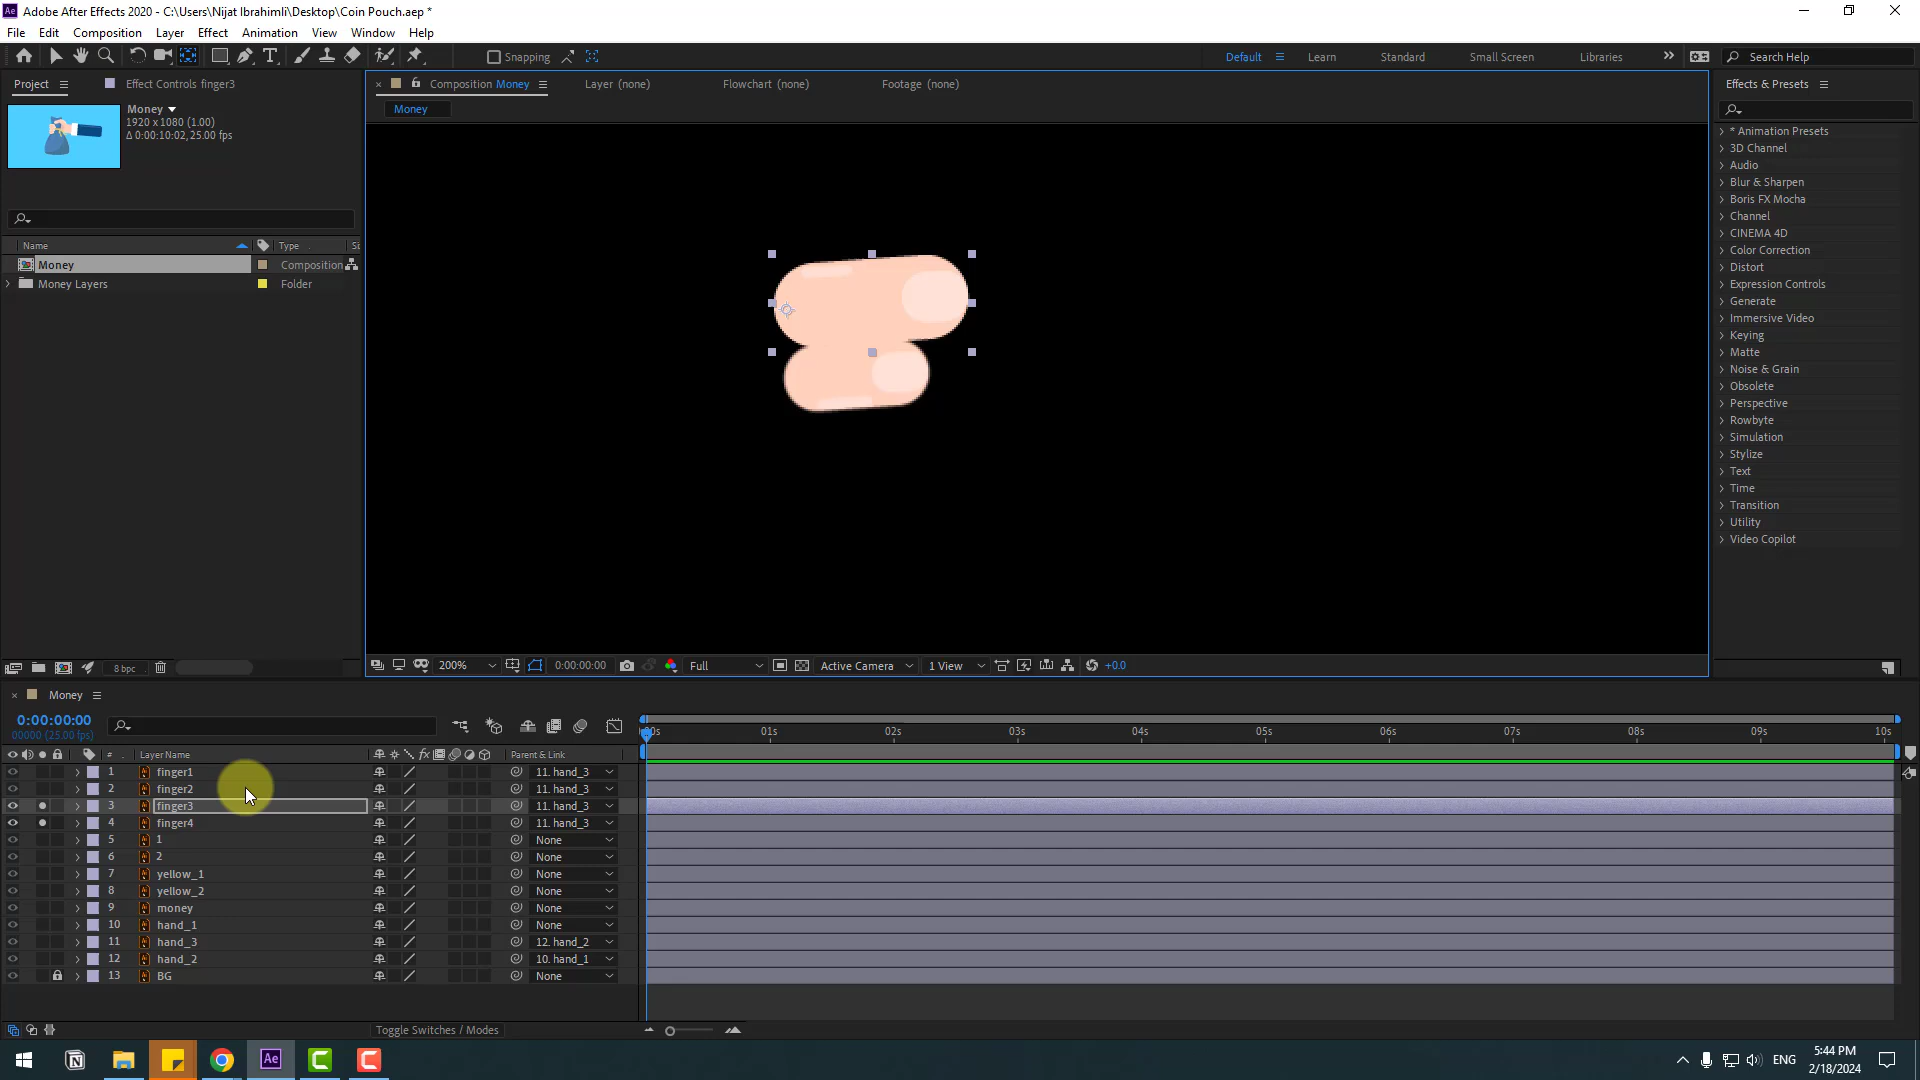 Adobe After Effects 2020 - C:\Users\Nijat Ibrahimli\Desktop\Coin Pouch.aep *
File Edit Composition Layer Effect Animation View Window Help
Snapping
Default Learn Standard Small Screen Libraries Search Help
Project Effect Controls finger3
Composition Money Layer (none) Flowchart (none) Footage (none)
Effects & Presets
Money
Money
1920 x 1080 (1.00)
Δ 0:00:10:02, 25.00 fps
Name Type Si
Money Composition
Money Layers Folder
* Animation Presets
3D Channel
Audio
Blur & Sharpen
Boris FX Mocha
Channel
CINEMA 4D
Color Correction
Distort
Expression Controls
Generate
Immersive Video
Keying
Matte
Noise & Grain
Obsolete
Perspective
Rowbyte
Simulation
Stylize
Text
Time
Transition
Utility
Video Copilot
8 bpc
200% 0:00:00:00 Full Active Camera 1 View +0.0
Money
0:00:00:00
00000 (25.00 fps)
:00s 01s 02s 03s 04s 05s 06s 07s 08s 09s 10s
# Layer Name fx Parent & Link
1 finger1 11. hand_3
2 finger2 11. hand_3
3 finger3 11. hand_3
4 finger4 11. hand_3
5 1 None
6 2 None
7 yellow_1 None
8 yellow_2 None
9 money None
10 hand_1 None
11 hand_3 12. hand_2
12 hand_2 10. hand_1
13 BG None
Toggle Switches / Modes
Ae
ENG
5:44 PM
2/18/2024